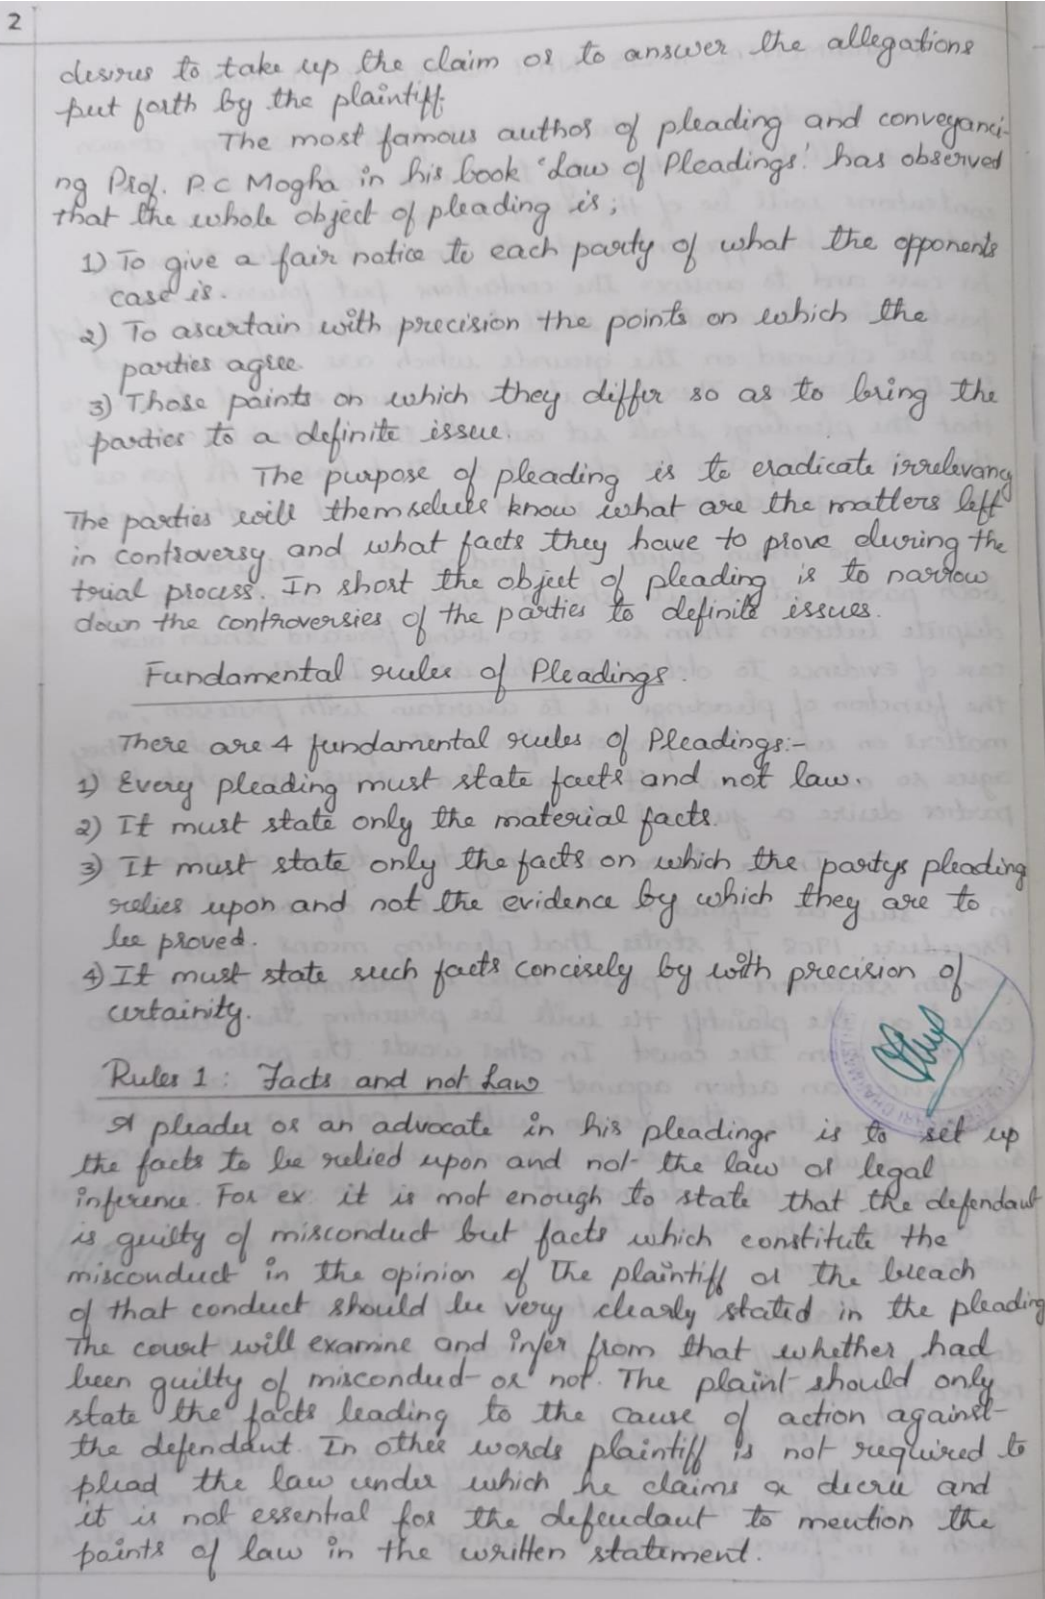 2
desires to take up the claim or to answer the allegations
put forth by the plaintiff.
The most famous author of pleading and conveyanci-
ng Prof. P.C Mogha in his book 'Law of Pleadings' has observed
that the whole object of pleading is;
1) To give a fair notice to each party of what the opponents
case is.
2) To ascertain with precision the points on which the
parties agree.
3) Those points on which they differ so as to bring the
parties to a definite issue.
The purpose of pleading is to eradicate irrelevancy
The parties will themselves know what are the matters left
in controversy and what facts they have to prove during the
trial process. In short the object of pleading is to narrow
down the controversies of the parties to definite issues.
Fundamental rules of Pleadings.
There are 4 fundamental rules of Pleadings:-
1) Every pleading must state facts and not law.
2) It must state only the material facts.
3) It must state only the facts on which the partys pleading
relies upon and not the evidence by which they are to
be proved.
4) It must state such facts concisely by with precision of
certainity.
Rules 1: Facts and not Law
A pleader or an advocate in his pleadings is to set up
the facts to be relied upon and not the law or legal
inference. For ex it is not enough to state that the defendant
is guilty of misconduct but facts which constitute the
misconduct in the opinion of the plaintiff or the breach
of that conduct should be very clearly stated in the pleading
The court will examine and infer from that whether had
been guilty of misconduct or not. The plaint should only
state the facts leading to the cause of action against
the defendant. In other words plaintiff is not required to
plead the law under which he claims a decree and
it is not essential for the defendant to mention the
points of law in the written statement.